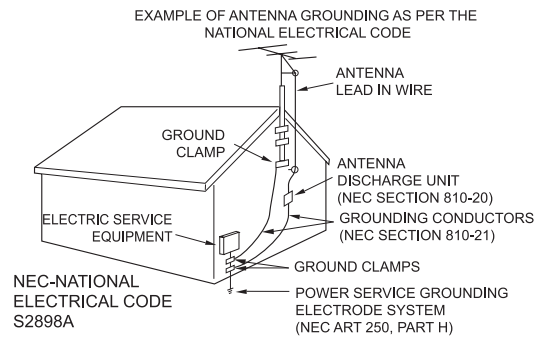 EXAMPLE OF ANTENNA GROUNDING AS PER THE
NATIONAL ELECTRICAL CODE
ANTENNA
LEAD IN WIRE
GROUND
CLAMP
ANTENNA
DISCHARGE UNIT
(NEC SECTION 810-20)
ELECTRIC SERVICE
EQUIPMENT
GROUNDING CONDUCTORS
(NEC SECTION 810-21)
GROUND CLAMPS
NEC-NATIONAL
ELECTRICAL CODE
S2898A
POWER SERVICE GROUNDING
ELECTRODE SYSTEM
(NEC ART 250, PART H)